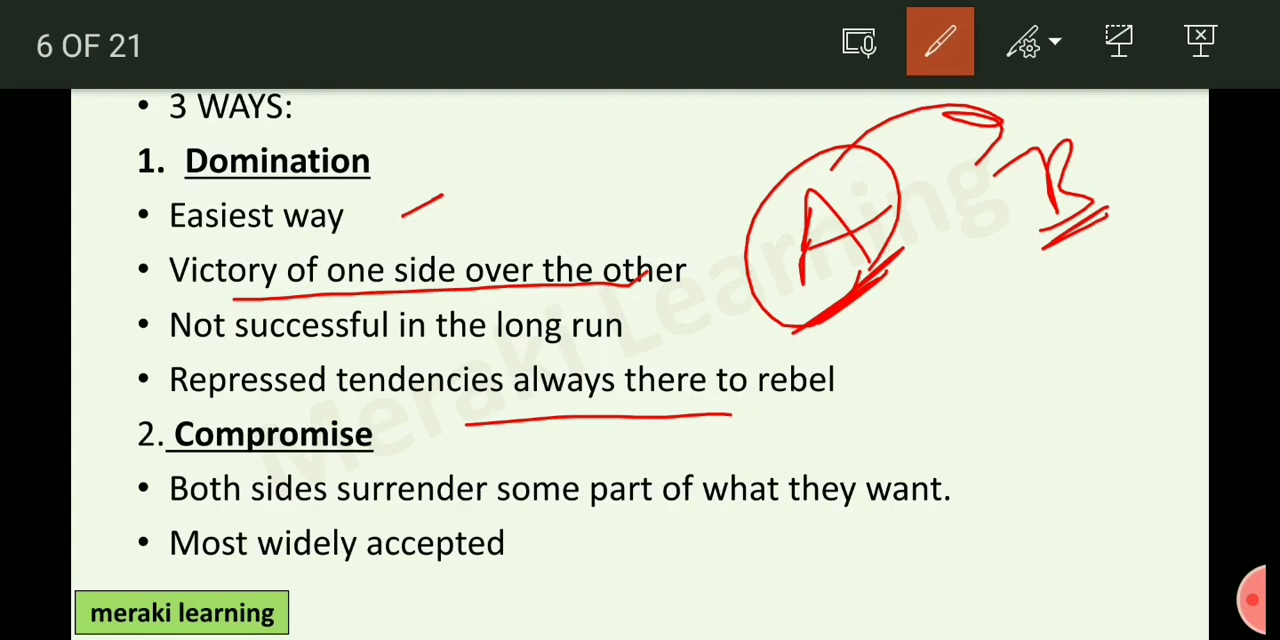 6 OF 21
• 3 WAYS:
1. Domination
• Easiest way
• Victory of one side over the other
• Not successful in the long run
• Repressed tendencies always there to rebel
2. Compromise
• Both sides surrender some part of what they want.
• Most widely accepted
A
B
Meraki Learning
meraki learning